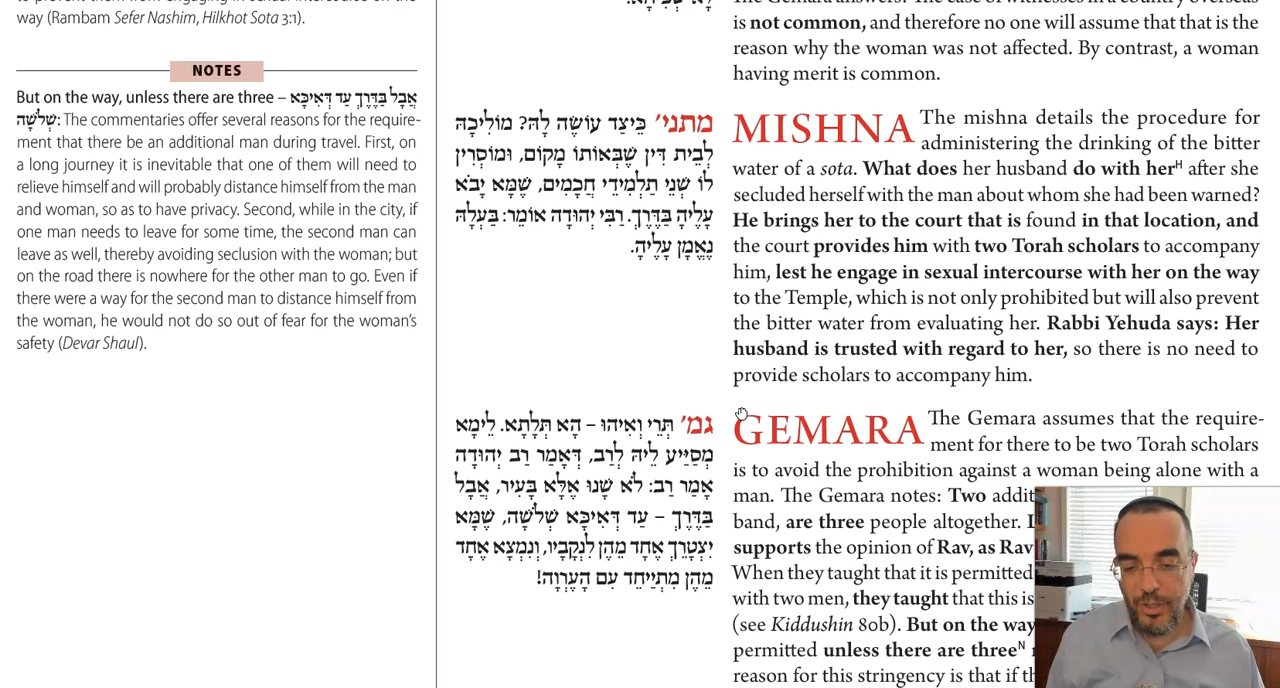 way (Rambam Sefer Nashim, Hilkhot Sota 3:1).
NOTES
But on the way, unless there are three – אֲבָל בַּדֶּרֶךְ עַד דְּאִיכָּא
שְׁלֹשָׁה: The commentaries offer several reasons for the require-
ment that there be an additional man during travel. First, on
a long journey it is inevitable that one of them will need to
relieve himself and will probably distance himself from the man
and woman, so as to have privacy. Second, while in the city, if
one man needs to leave for some time, the second man can
leave as well, thereby avoiding seclusion with the woman; but
on the road there is nowhere for the other man to go. Even if
there were a way for the second man to distance himself from
the woman, he would not do so out of fear for the woman's
safety (Devar Shaul).
מתני׳ כֵּיצַד עוֹשֶׂה לָהּ? מוֹלִיכָהּ
לְבֵית דִּין שֶׁבְּאוֹתוֹ מָקוֹם, וּמוֹסְרִין
לוֹ שְׁנֵי תַלְמִידֵי חֲכָמִים, שֶׁמָּא יָבֹא
עָלֶיהָ בַּדֶּרֶךְ. רַבִּי יְהוּדָה אוֹמֵר: בַּעְלָהּ
נֶאֱמָן עָלֶיהָ.
גמ׳ תְּרֵי וְאִיהוּ – הָא תְּלָתָא. לֵימָא
מְסַיֵּיעַ לֵיהּ לְרַב, דְּאָמַר רַב יְהוּדָה
אָמַר רַב: לֹא שָׁנוּ אֶלָּא בָּעִיר, אֲבָל
בַּדֶּרֶךְ – עַד דְּאִיכָּא שְׁלֹשָׁה, שֶׁמָּא
יִצְטָרֵךְ אֶחָד מֵהֶן לִנְקָבָיו, וְנִמְצָא אֶחָד
מֵהֶן מִתְיַיחֵד עִם הָעֶרְוָה!
is not common, and therefore no one will assume that that is the
reason why the woman was not affected. By contrast, a woman
having merit is common.
MISHNA The mishna details the procedure for
administering the drinking of the bitter
water of a sota. What does her husband do with herH after she
secluded herself with the man about whom she had been warned?
He brings her to the court that is found in that location, and
the court provides him with two Torah scholars to accompany
him, lest he engage in sexual intercourse with her on the way
to the Temple, which is not only prohibited but will also prevent
the bitter water from evaluating her. Rabbi Yehuda says: Her
husband is trusted with regard to her, so there is no need to
provide scholars to accompany him.
GEMARA The Gemara assumes that the require-
ment for there to be two Torah scholars
is to avoid the prohibition against a woman being alone with a
man. The Gemara notes: Two
band, are three people altogether.
supports the opinion of Rav, as Rav
When they taught that it is permitted
with two men, they taught that this is
(see Kiddushin 80b). But on the way
permitted unless there are threeN
reason for this stringency is that if